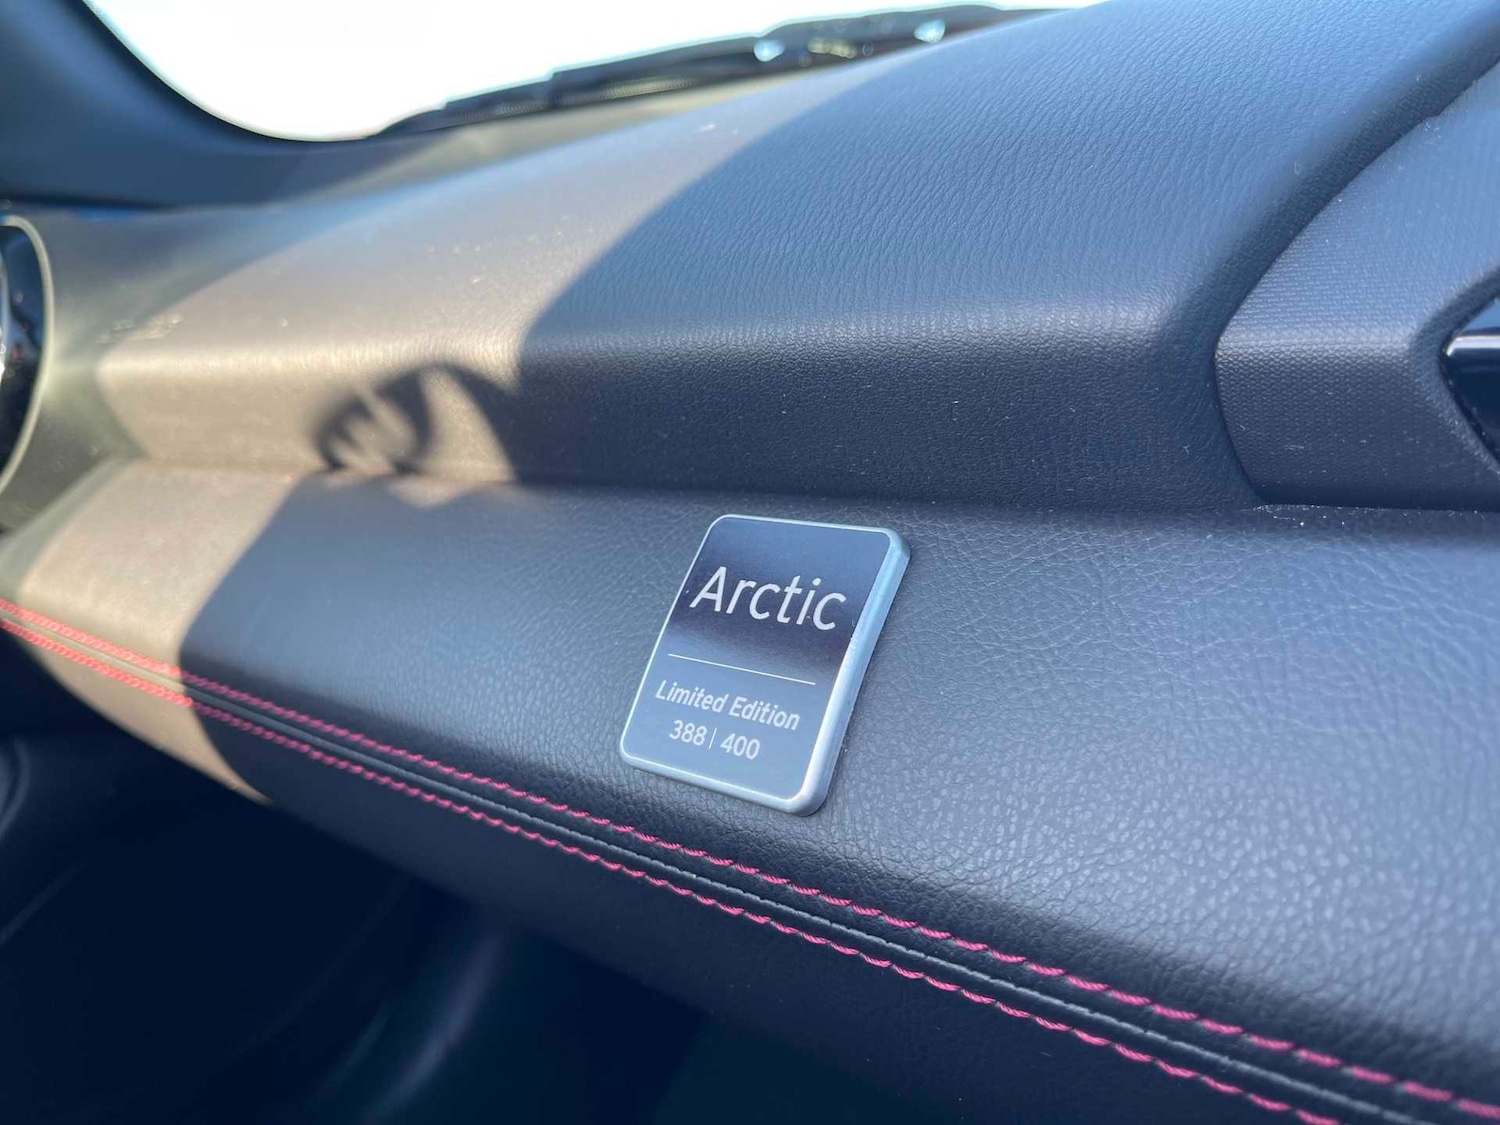 Arctic
Limited Edition
388 | 400